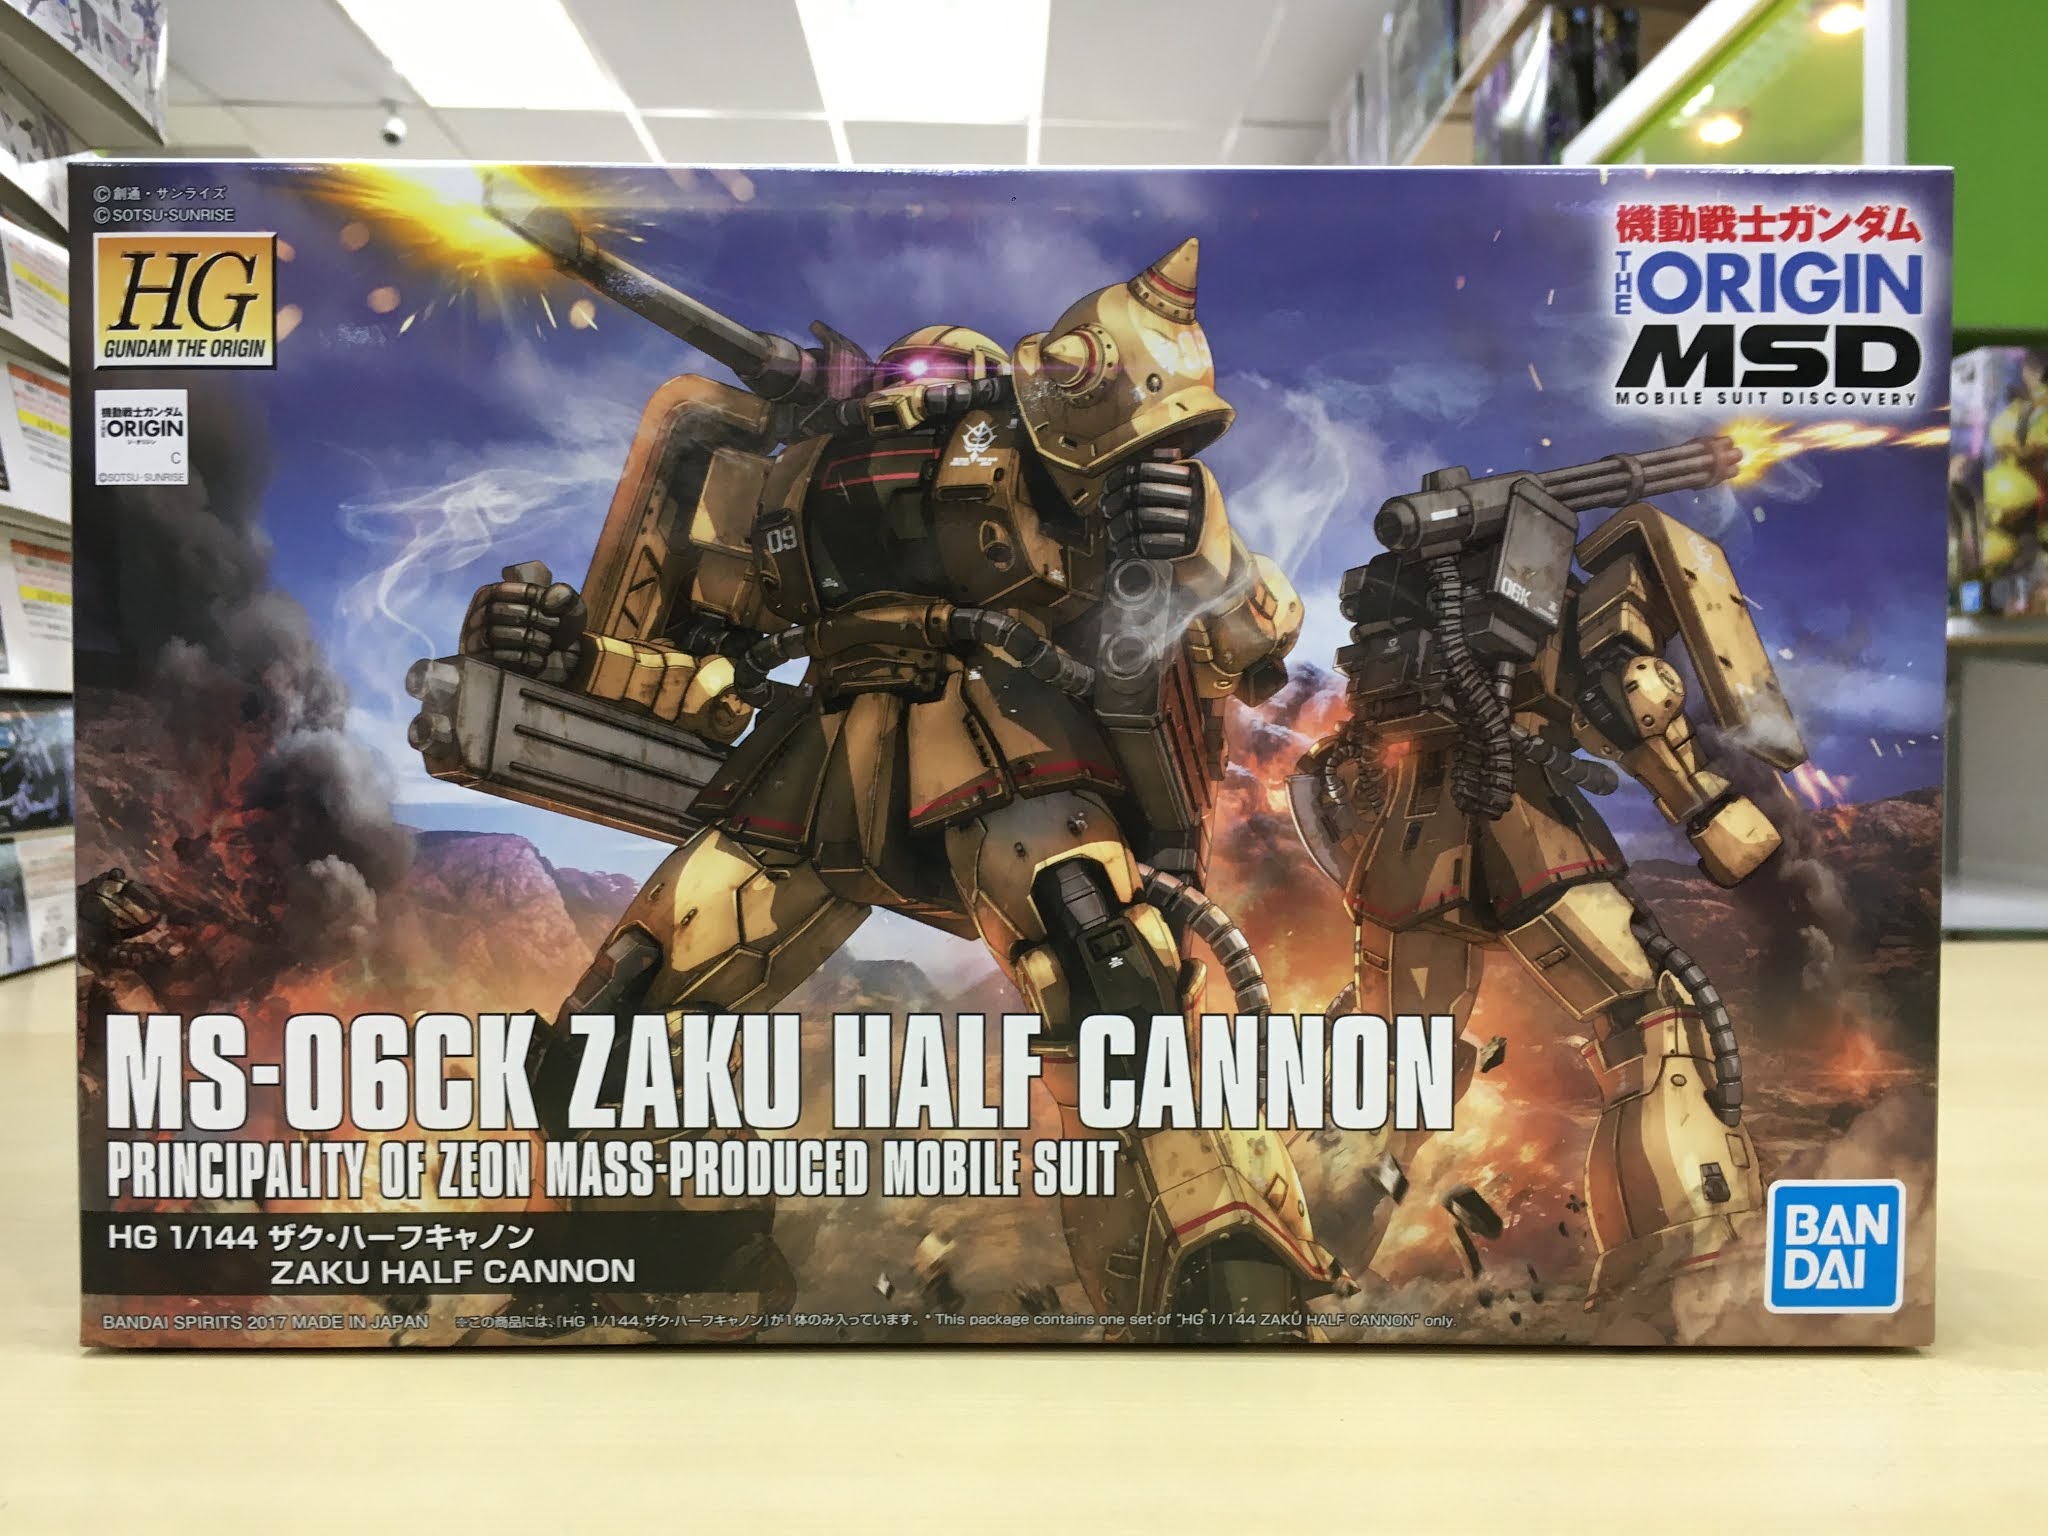 ©創通・サンライズ
©SOTSU・SUNRISE
HG
GUNDAM THE ORIGIN
機動戦士ガンダム
THE ORIGIN
C
©SOTSU・SUNRISE
機動戦士ガンダム
THE ORIGIN
MSD
MOBILE SUIT DISCOVERY
09
06K
MS-06CK ZAKU HALF CANNON
PRINCIPALITY OF ZEON MASS-PRODUCED MOBILE SUIT
HG 1/144 ザク・ハーフキャノン
ZAKU HALF CANNON
BAN
DAI
BANDAI SPIRITS 2017 MADE IN JAPAN ※この商品には、「HG 1/144 ザク・ハーフキャノン」が1体のみ入っています。* This package contains one set of "HG 1/144 ZAKU HALF CANNON" only.